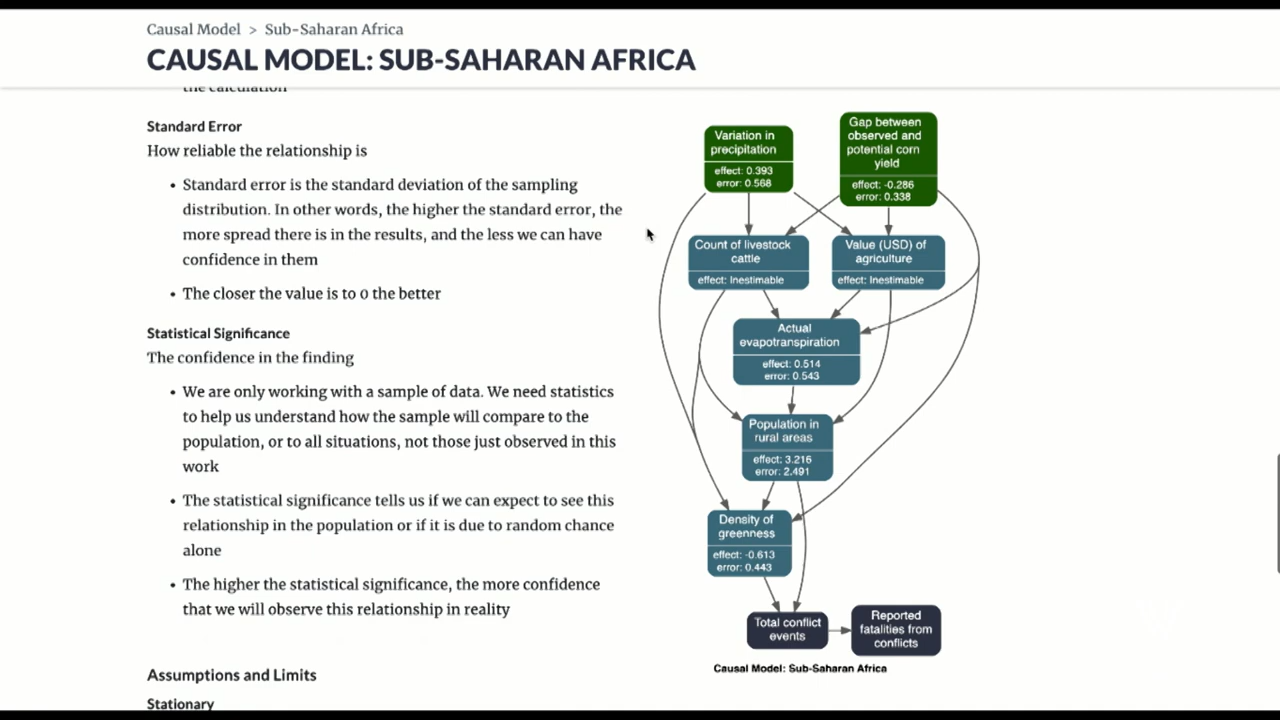 Causal Model > Sub-Saharan Africa
CAUSAL MODEL: SUB-SAHARAN AFRICA
the calculation
Standard Error
How reliable the relationship is
• Standard error is the standard deviation of the sampling
distribution. In other words, the higher the standard error, the
more spread there is in the results, and the less we can have
confidence in them
• The closer the value is to 0 the better
Statistical Significance
The confidence in the finding
• We are only working with a sample of data. We need statistics
to help us understand how the sample will compare to the
population, or to all situations, not those just observed in this
work
• The statistical significance tells us if we can expect to see this
relationship in the population or if it is due to random chance
alone
• The higher the statistical significance, the more confidence
that we will observe this relationship in reality
Assumptions and Limits
Stationary
Variation in
precipitation
effect: 0.393
error: 0.568
Gap between
observed and
potential corn
yield
effect: -0.286
error: 0.338
Count of livestock
cattle
effect: Inestimable
Value (USD) of
agriculture
effect: Inestimable
Actual
evapotranspiration
effect: 0.514
error: 0.543
Population in
rural areas
effect: 3.216
error: 2.491
Density of
greenness
effect: -0.613
error: 0.443
Total conflict
events
Reported
fatalities from
conflicts
Causal Model: Sub-Saharan Africa